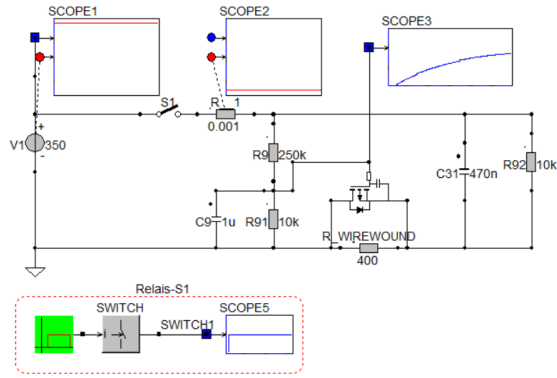 SCOPE1
SCOPE2
SCOPE3
S1
R 1
0.001
V1
+
350
-
R9
250k
C9
1u
R91
10k
C31
470n
R92
10k
R_WIREWOUND
400
Relais-S1
SWITCH
SWITCH1
SCOPE5
i